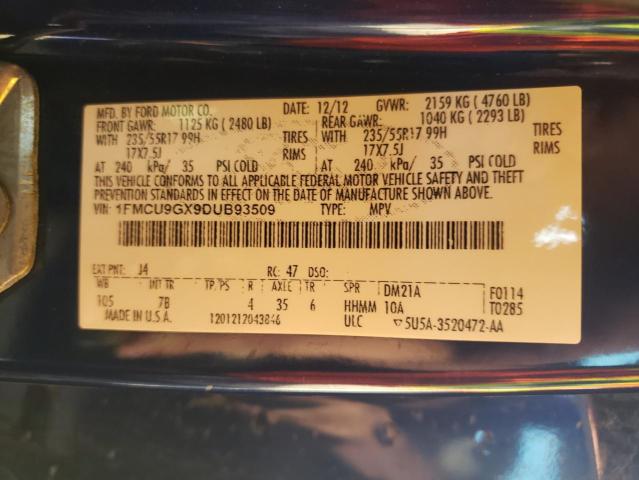 MFD. BY FORD MOTOR CO. DATE: 12/12 GVWR: 2159 KG ( 4760 LB)
FRONT GAWR: 1125 KG ( 2480 LB) REAR GAWR: 1040 KG ( 2293 LB)
WITH 235/55R17 99H TIRES WITH 235/55R17 99H TIRES
17X7.5J RIMS 17X7.5J RIMS
AT 240 kPa/ 35 PSI COLD AT 240 kPa/ 35 PSI COLD
THIS VEHICLE CONFORMS TO ALL APPLICABLE FEDERAL MOTOR VEHICLE SAFETY AND THEFT
PREVENTION STANDARDS IN EFFECT ON THE DATE OF MANUFACTURE SHOWN ABOVE.
VIN: 1FMCU9GX9DUB93509 TYPE: MPV
EXT PNT: J4 RC: 47 DSO:
WB INT TR TP/PS R AXLE TR SPR DM21A F0114
105 7B 4 35 6 HHMM 10A T0285
MADE IN U.S.A. 1201212043846 ULC 5U5A-3520472-AA